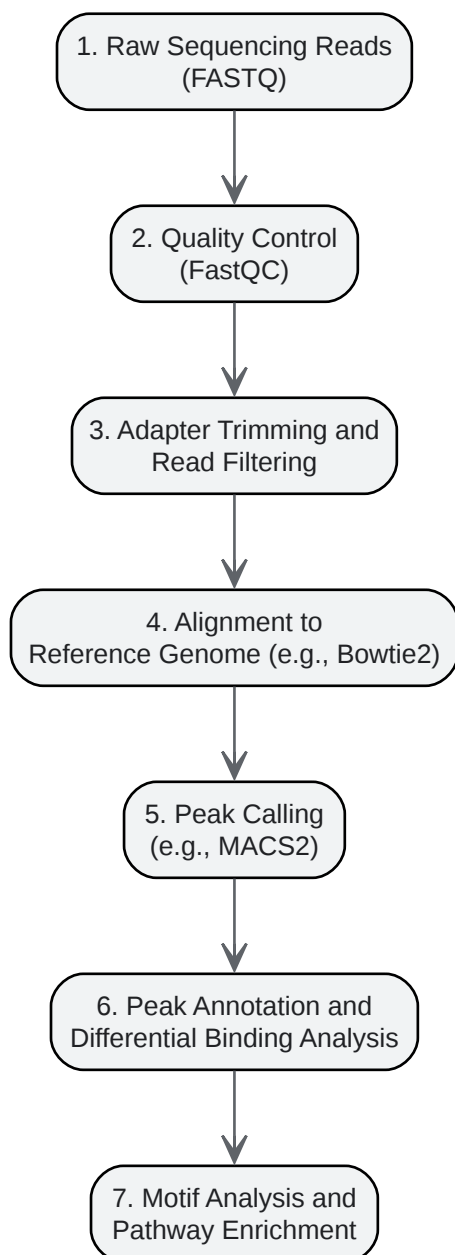 1. Raw Sequencing Reads
(FASTQ)
2. Quality Control
(FastQC)
3. Adapter Trimming and
Read Filtering
4. Alignment to
Reference Genome (e.g., Bowtie2)
5. Peak Calling
(e.g., MACS2)
6. Peak Annotation and
Differential Binding Analysis
7. Motif Analysis and
Pathway Enrichment